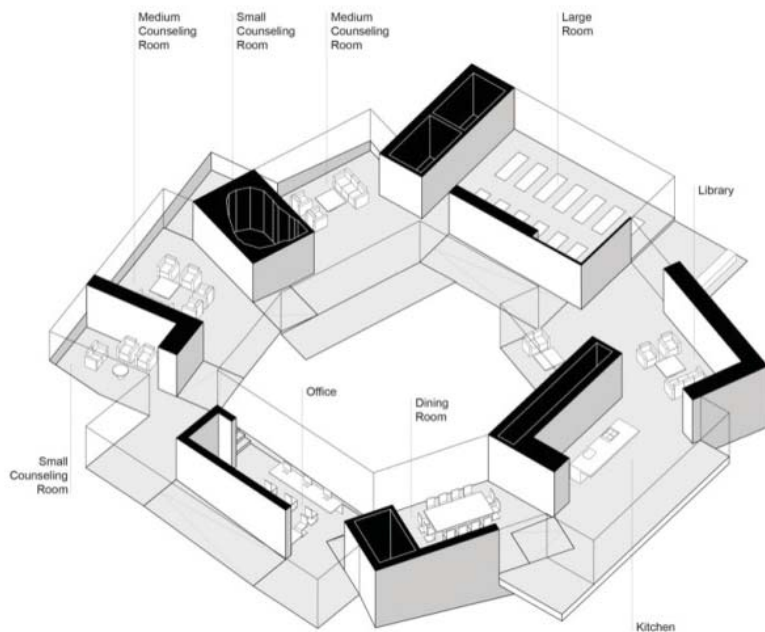 Medium
Counseling
Room
Small
Counseling
Room
Medium
Counseling
Room
Large
Room
Library
Office
Dining
Room
Small
Counseling
Room
Kitchen